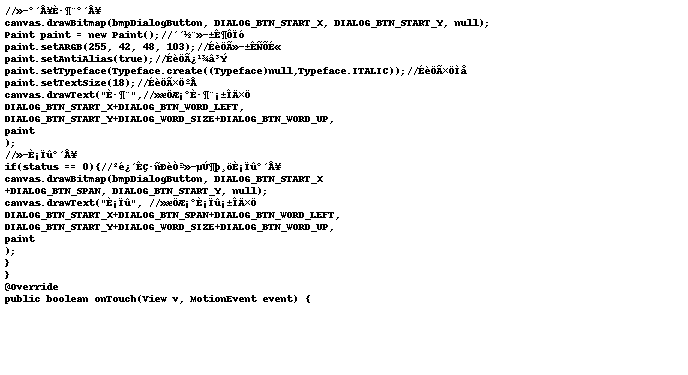 //»-°´Å¥È·¶¨°´Å¥
canvas.drawBitmap(bmpDialogButton, DIALOG_BTN_START_X, DIALOG_BTN_START_Y, null);
Paint paint = new Paint();//´´½¨»-±Ê¶ÔÏó
paint.setARGB(255, 42, 48, 103);//ÉèÖÃ»-±ÊÑÕÉ«
paint.setAntiAlias(true);//ÉèÖÃ¿¹¾â³Ý
paint.setTypeface(Typeface.create((Typeface)null,Typeface.ITALIC));//ÉèÖÃ×ÖÌå
paint.setTextSize(18);//ÉèÖÃ×ÖºÅ
canvas.drawText("È·¶¨",//»æÖÆ¡°È·¶¨¡±ÎÄ×Ö
DIALOG_BTN_START_X+DIALOG_BTN_WORD_LEFT,
DIALOG_BTN_START_Y+DIALOG_WORD_SIZE+DIALOG_BTN_WORD_UP,
paint
);
//»-È¡Ïû°´Å¥
if(status == 0){//²é¿´ÊÇ·ñÐèÒª»-µÚ¶þ¸öÈ¡Ïû°´Å¥
canvas.drawBitmap(bmpDialogButton, DIALOG_BTN_START_X
+DIALOG_BTN_SPAN, DIALOG_BTN_START_Y, null);
canvas.drawText("È¡Ïû", //»æÖÆ¡°È¡Ïû¡±ÎÄ×Ö
DIALOG_BTN_START_X+DIALOG_BTN_SPAN+DIALOG_BTN_WORD_LEFT,
DIALOG_BTN_START_Y+DIALOG_WORD_SIZE+DIALOG_BTN_WORD_UP,
paint
);
}
}
@Override
public boolean onTouch(View v, MotionEvent event) {